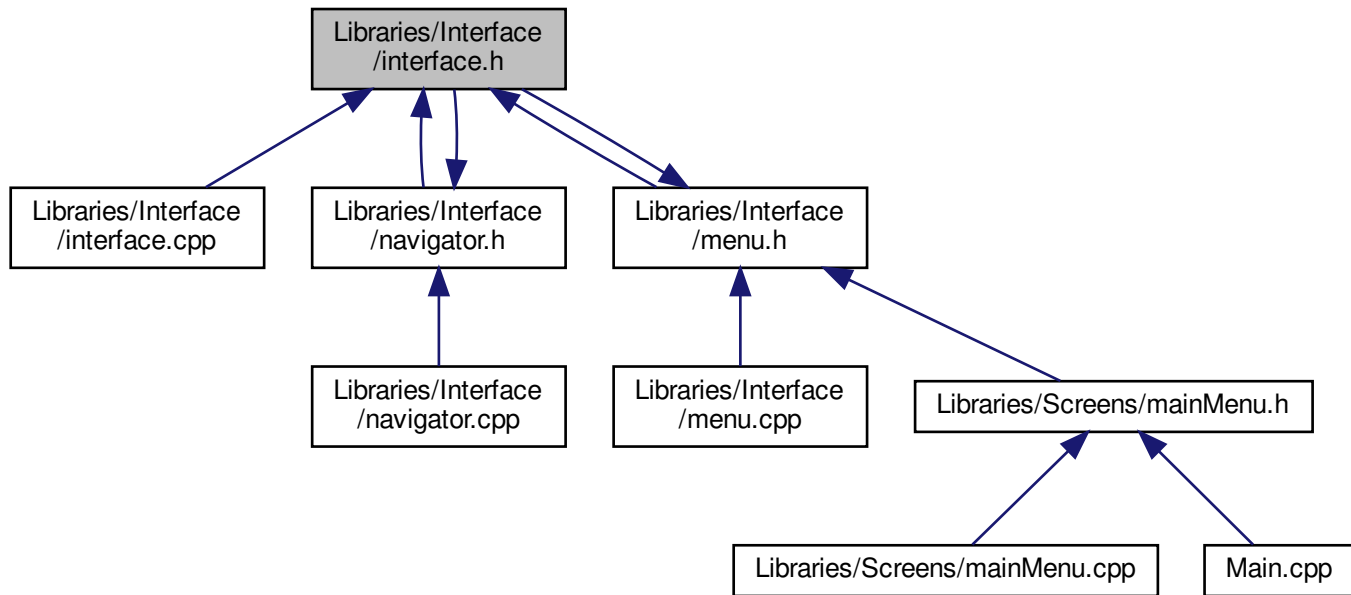 Libraries/Interface
/interface.h
Libraries/Interface
/interface.cpp
Libraries/Interface
/navigator.h
Libraries/Interface
/menu.h
Libraries/Interface
/navigator.cpp
Libraries/Interface
/menu.cpp
Libraries/Screens/mainMenu.h
Libraries/Screens/mainMenu.cpp
Main.cpp